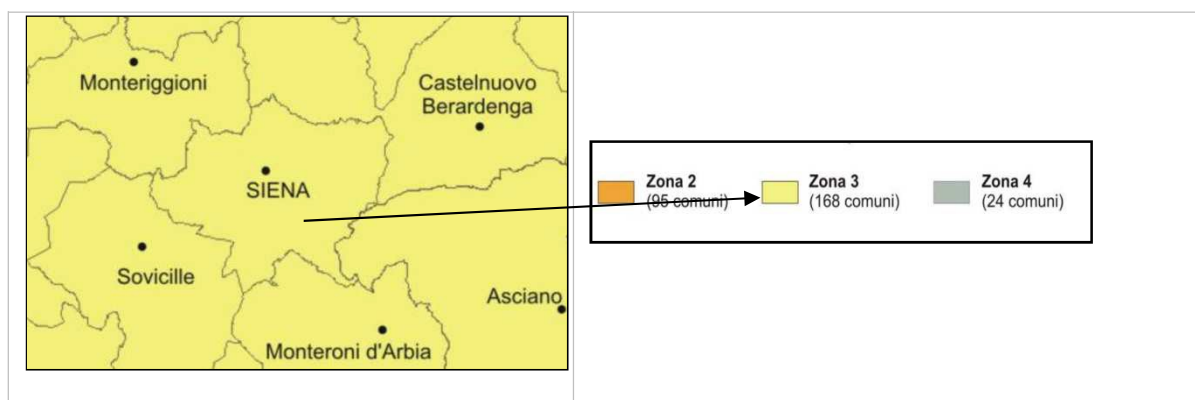 Monteriggioni
Castelnuovo
Berardenga
SIENA
Sovicille
Asciano
Monteroni d'Arbia
Zona 2
(95 comuni)
Zona 3
(168 comuni)
Zona 4
(24 comuni)